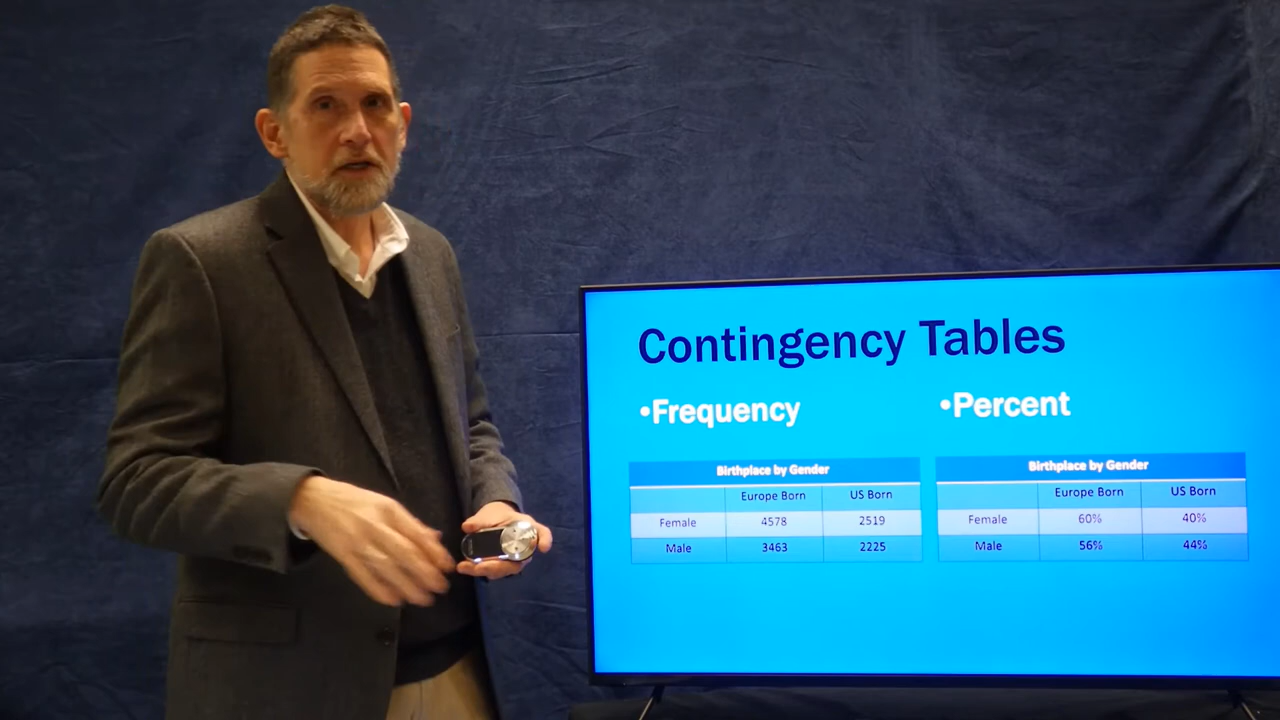 Contingency Tables
•Frequency
Birthplace by Gender
Europe Born US Born
Female 4578 2519
Male 3463 2225
•Percent
Birthplace by Gender
Europe Born US Born
Female 60% 40%
Male 56% 44%